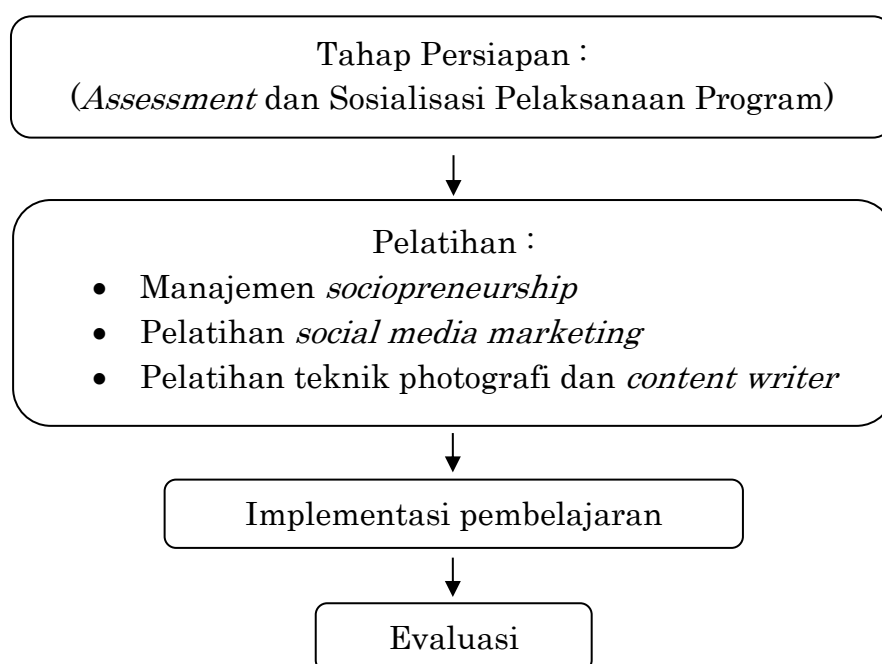 Tahap Persiapan :
(Assessment dan Sosialisasi Pelaksanaan Program)
Pelatihan :
• Manajemen sociopreneurship
• Pelatihan social media marketing
• Pelatihan teknik photografi dan content writer
Implementasi pembelajaran
Evaluasi